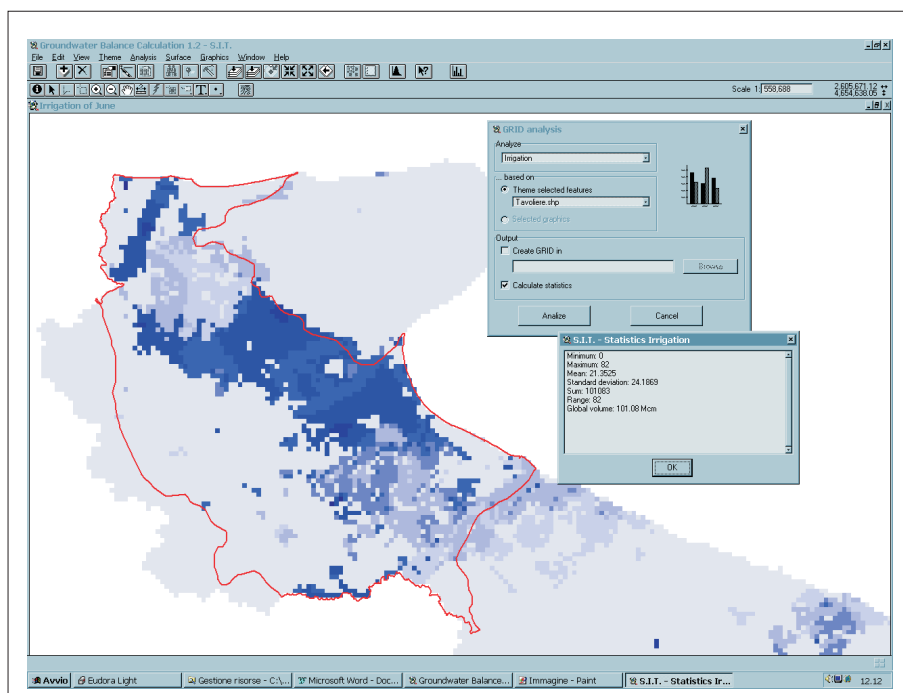 Groundwater Balance Calculation 1.2 - S.I.T.
File Edit View Theme Analysis Surface Graphics Window Help
Scale 1: 558,688
2,605,671.12
4,654,638.05
Irrigation of June
GRID analysis
Analyze
Irrigation
... based on
Theme selected features
Tavoliere.shp
Selected graphics
Output
Create GRID in
Browse
Calculate statistics
Analize Cancel
S.I.T. - Statistics Irrigation
Minimum: 0
Maximum: 82
Mean: 21.3525
Standard deviation: 24.1869
Sum: 101083
Range: 82
Global volume: 101.08 Mcm
OK
Avvio Eudora Light Gestione risorse - C:\... Microsoft Word - Doc... Groundwater Balance... Immagine - Paint S.I.T. - Statistics Ir... 12.12